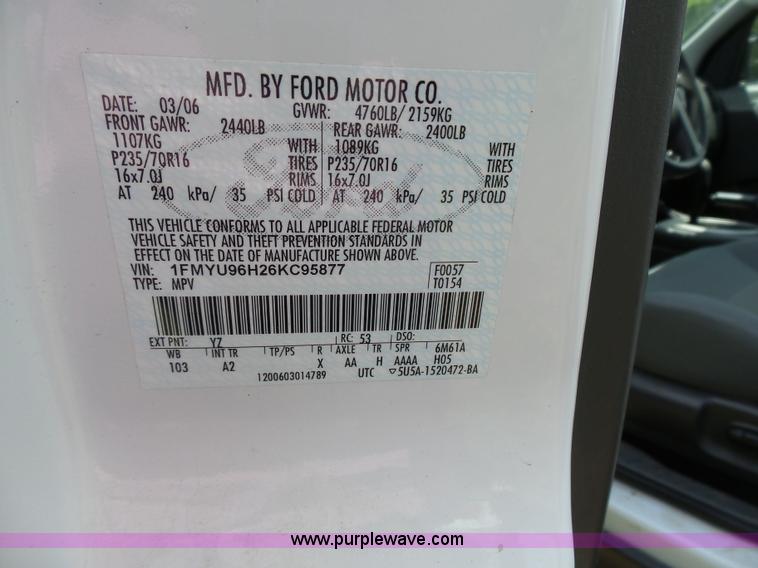 MFD. BY FORD MOTOR CO.
DATE: 03/06 GVWR: 4760LB/ 2159KG
FRONT GAWR: 2440LB REAR GAWR: 2400LB
1107KG WITH 1089KG WITH
P235/70R16 TIRES P235/70R16 TIRES
16x7.0J RIMS 16x7.0J RIMS
AT 240 kPa/ 35 PSI COLD AT 240 kPa/ 35 PSI COLD
THIS VEHICLE CONFORMS TO ALL APPLICABLE FEDERAL MOTOR
VEHICLE SAFETY AND THEFT PREVENTION STANDARDS IN
EFFECT ON THE DATE OF MANUFACTURE SHOWN ABOVE.
VIN: 1FMYU96H26KC95877 F0057
TYPE: MPV T0154
EXT PNT: YZ RC: 53 DSO:
WB INT TR TP/PS R AXLE TR SPR 6M61A
103 A2 X AA H AAAA H05
1200603014789 UTC ▽5U5A-1520472-BA
Ford
www.purplewave.com